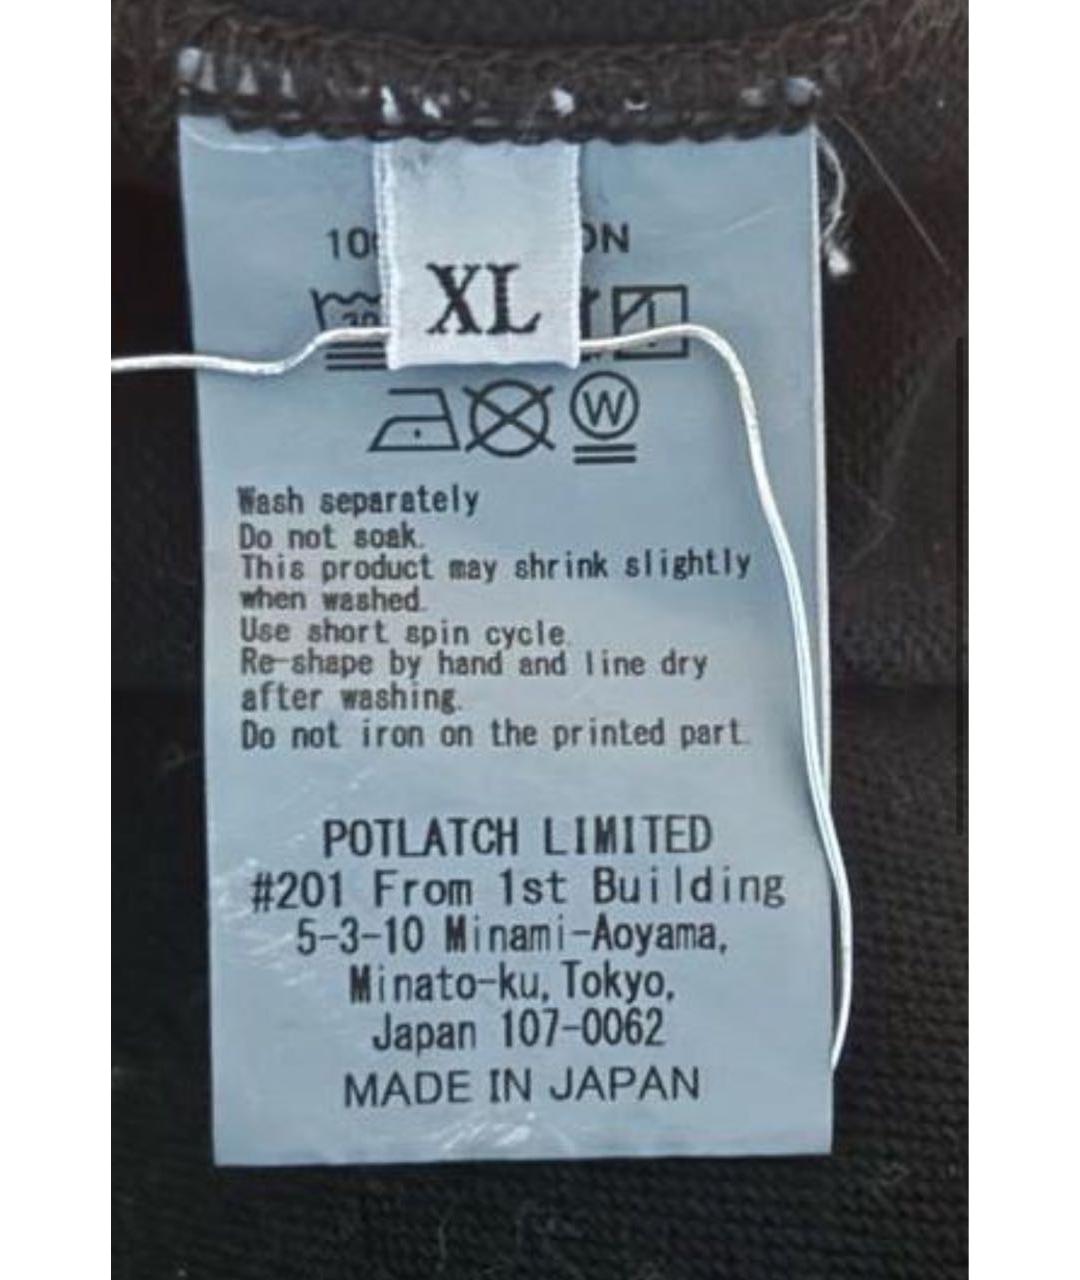 XL
30
W
Wash separately
Do not soak.
This product may shrink slightly
when washed.
Use short spin cycle.
Re-shape by hand and line dry
after washing.
Do not iron on the printed part.
POTLATCH LIMITED
#201 From 1st Building
5-3-10 Minami-Aoyama,
Minato-ku, Tokyo,
Japan 107-0062
MADE IN JAPAN